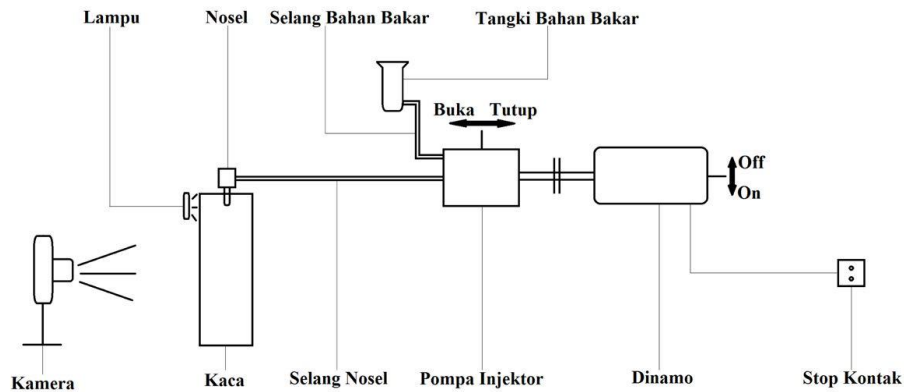 Lampu
Nosel
Selang Bahan Bakar
Tangki Bahan Bakar
Buka
Tutup
Off
On
Kamera
Kaca
Selang Nosel
Pompa Injektor
Dinamo
Stop Kontak